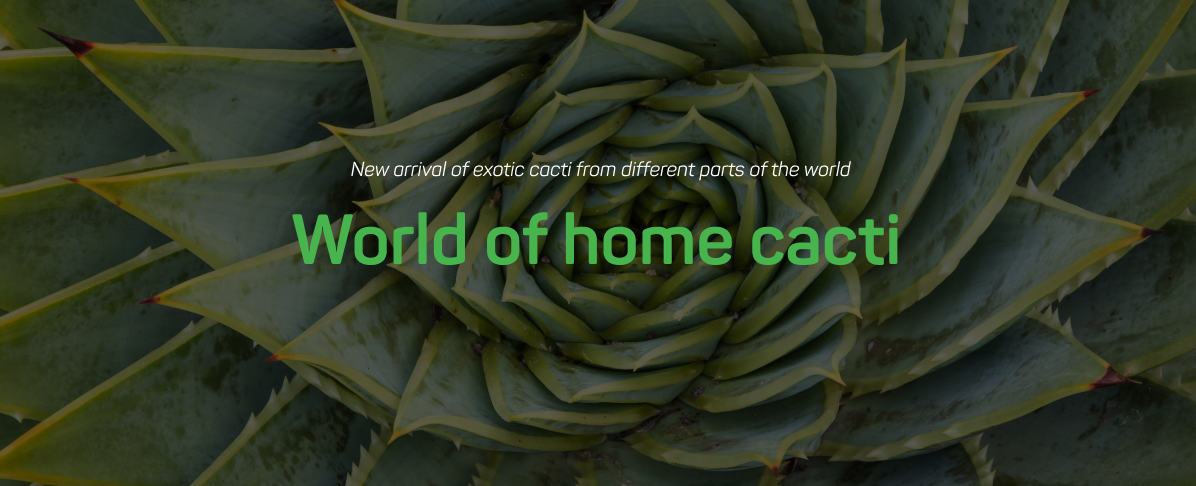 New arrival of exotic cacti from different parts of the world
World of home cacti